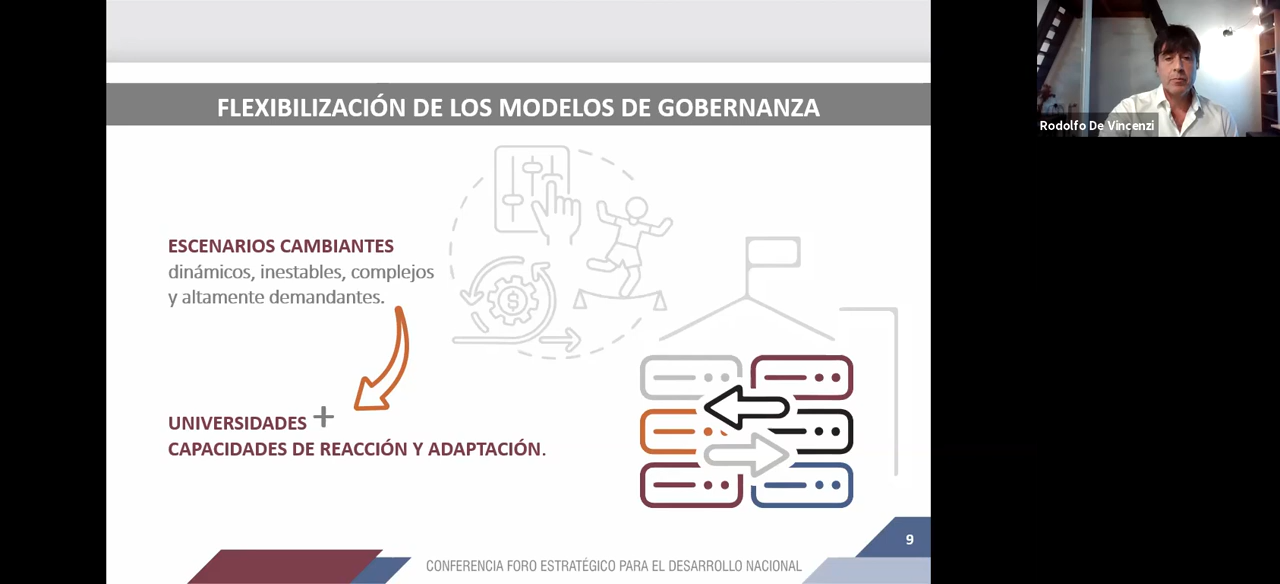 FLEXIBILIZACIÓN DE LOS MODELOS DE GOBERNANZA
Rodolfo De Vincenzi
ESCENARIOS CAMBIANTES
dinámicos, inestables, complejos
y altamente demandantes.
$
UNIVERSIDADES +
CAPACIDADES DE REACCIÓN Y ADAPTACIÓN.
9
CONFERENCIA FORO ESTRATÉGICO PARA EL DESARROLLO NACIONAL